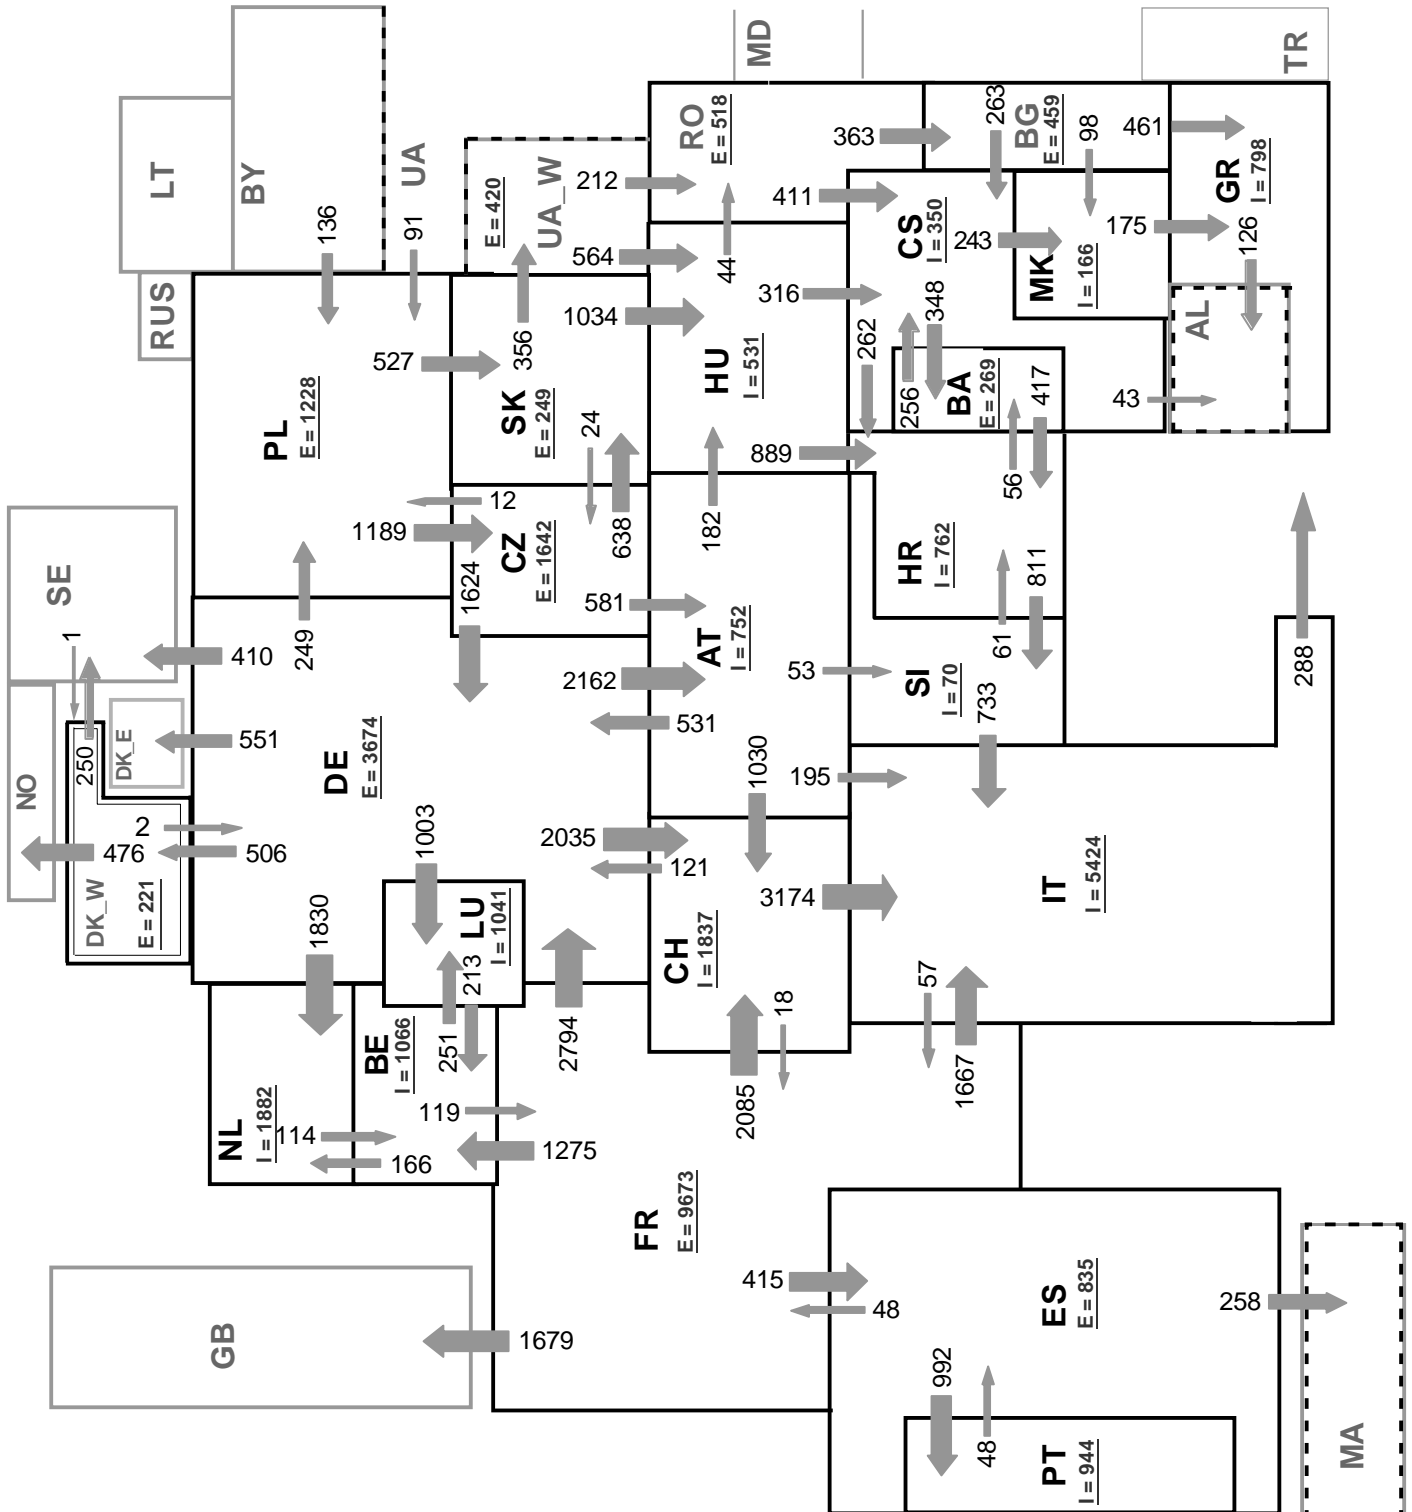 MD
TR
LT
BY
UA
RO
E = 518
363
263
BG
E = 459
98
461
GR
I = 798
UA_W
E = 420
212
411
CS
I = 350
243
MK
I = 166
175
126
136
91
564
44
RUS
1034
316
262
348
AL
PL
E = 1228
527
356
SK
E = 249
HU
I = 531
256
BA
E = 269
417
43
24
889
56
12
1189
638
182
CZ
E = 1642
HR
I = 762
SE
1
1624
581
811
249
AT
I = 752
61
410
2162
53
SI
I = 70
288
733
531
NO
250
DK_E
551
DE
E = 3674
1030
195
2
476
506
1003
2035
121
IT
I = 5424
DK_W
E = 221
3174
1830
LU
I = 1041
213
CH
I = 1837
57
18
BE
I = 1066
251
2794
2085
1667
NL
I = 1882
114
119
166
1275
FR
E = 9673
415
48
ES
E = 835
258
GB
1679
992
48
PT
I = 944
MA